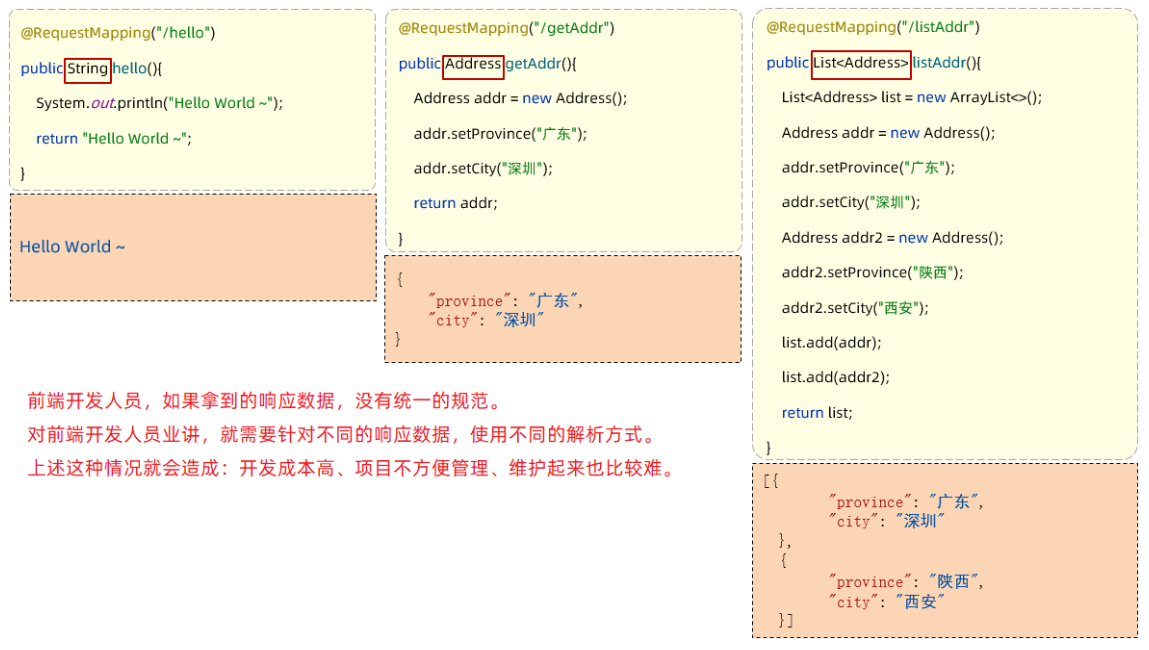 @RequestMapping("/hello")
public String hello(){
System.out.println("Hello World ~");
return "Hello World ~";
}
Hello World ~
@RequestMapping("/getAddr")
public Address getAddr(){
Address addr = new Address();
addr.setProvince("广东");
addr.setCity("深圳");
return addr;
}
{
"province": "广东",
"city": "深圳"
}
@RequestMapping("/listAddr")
public List<Address> listAddr(){
List<Address> list = new ArrayList<>();
Address addr = new Address();
addr.setProvince("广东");
addr.setCity("深圳");
Address addr2 = new Address();
addr2.setProvince("陕西");
addr2.setCity("西安");
list.add(addr);
list.add(addr2);
return list;
}
[{
"province": "广东",
"city": "深圳"
},
{
"province": "陕西",
"city": "西安"
}]
前端开发人员，如果拿到的响应数据，没有统一的规范。
对前端开发人员业讲，就需要针对不同的响应数据，使用不同的解析方式。
上述这种情况就会造成：开发成本高、项目不方便管理、维护起来也比较难。